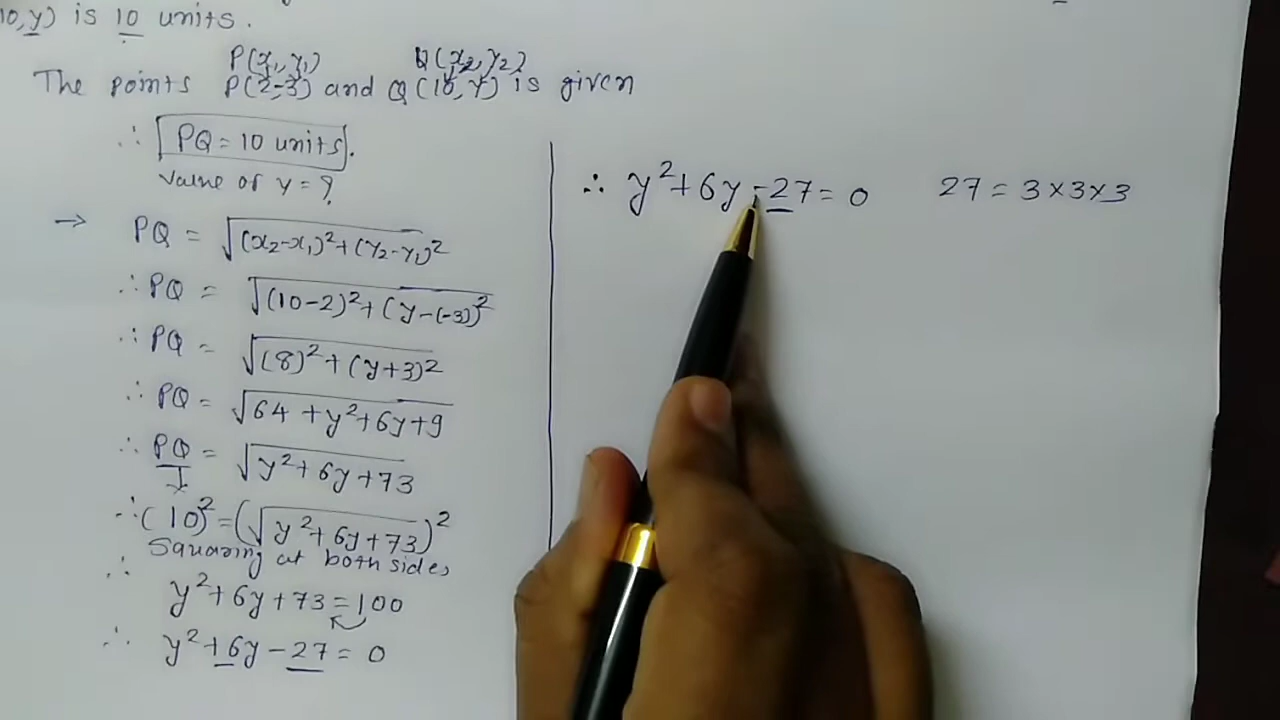 10,y) is 10 units.
P(x₁,y₁) Q(x₂,y₂)
The points P(2-3) and Q(10,y) is given
∴ PQ = 10 units.
value of y = ?
→ PQ = √(x₂-x₁)²+(y₂-y₁)²
∴ PQ = √(10-2)²+(y-(-3))²
∴ PQ = √(8)²+(y+3)²
∴ PQ = √64+y²+6y+9
∴ PQ = √y²+6y+73
∴ (10)²=(√y²+6y+73)²
Squaring at both sides
∴ y²+6y+73=100
∴ y²+6y-27=0
∴ y²+6y-27=0 27=3×3×3